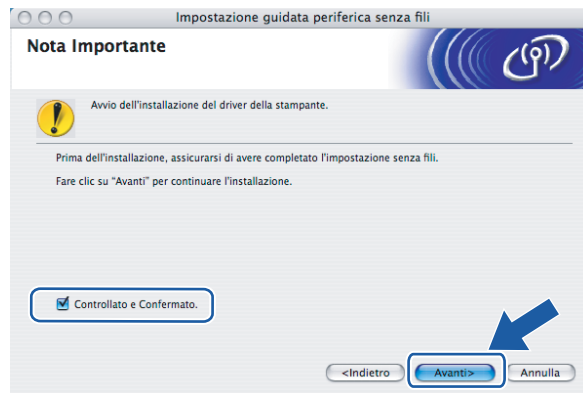 Impostazione guidata periferica senza fili
Nota Importante
Avvio dell'installazione del driver della stampante.
Prima dell'installazione, assicurarsi di avere completato l'impostazione senza fili.
Fare clic su "Avanti" per continuare l'installazione.
Controllato e Confermato.
<Indietro Avanti> Annulla